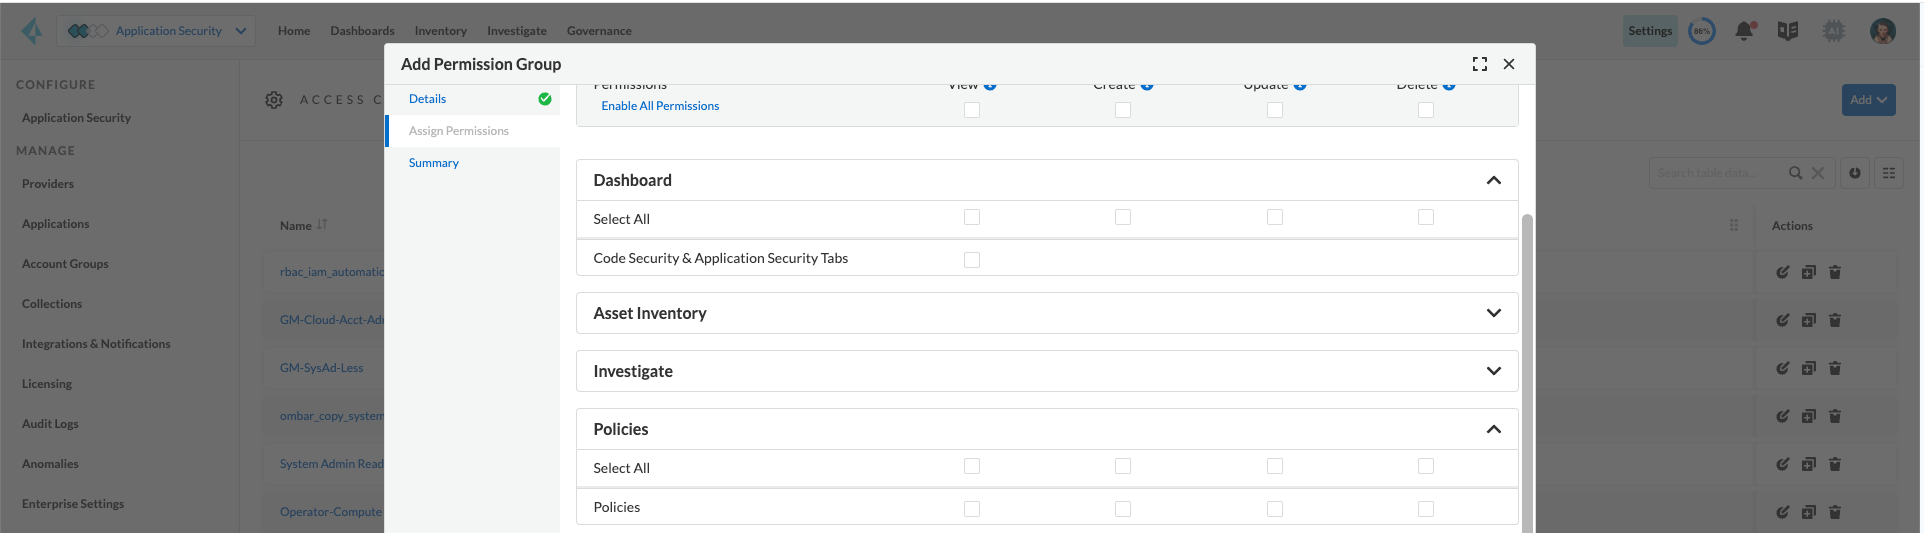 Application Security
Home
Dashboards
Inventory
Investigate
Governance
Settings
86%
AI
Add Permission Group
CONFIGURE
Application Security
MANAGE
Providers
Applications
Account Groups
Collections
Integrations & Notifications
Licensing
Audit Logs
Anomalies
Enterprise Settings
ACCESS C
Add
Search table data...
Name
Actions
rbac_iam_automatic
GM-Cloud-Acct-Ad
GM-SysAd-Less
ombar_copy_system
System Admin Read
Operator-Compute
Details
Assign Permissions
Summary
Permissions View Create Update Delete
Enable All Permissions
Dashboard
Select All
Code Security & Application Security Tabs
Asset Inventory
Investigate
Policies
Select All
Policies